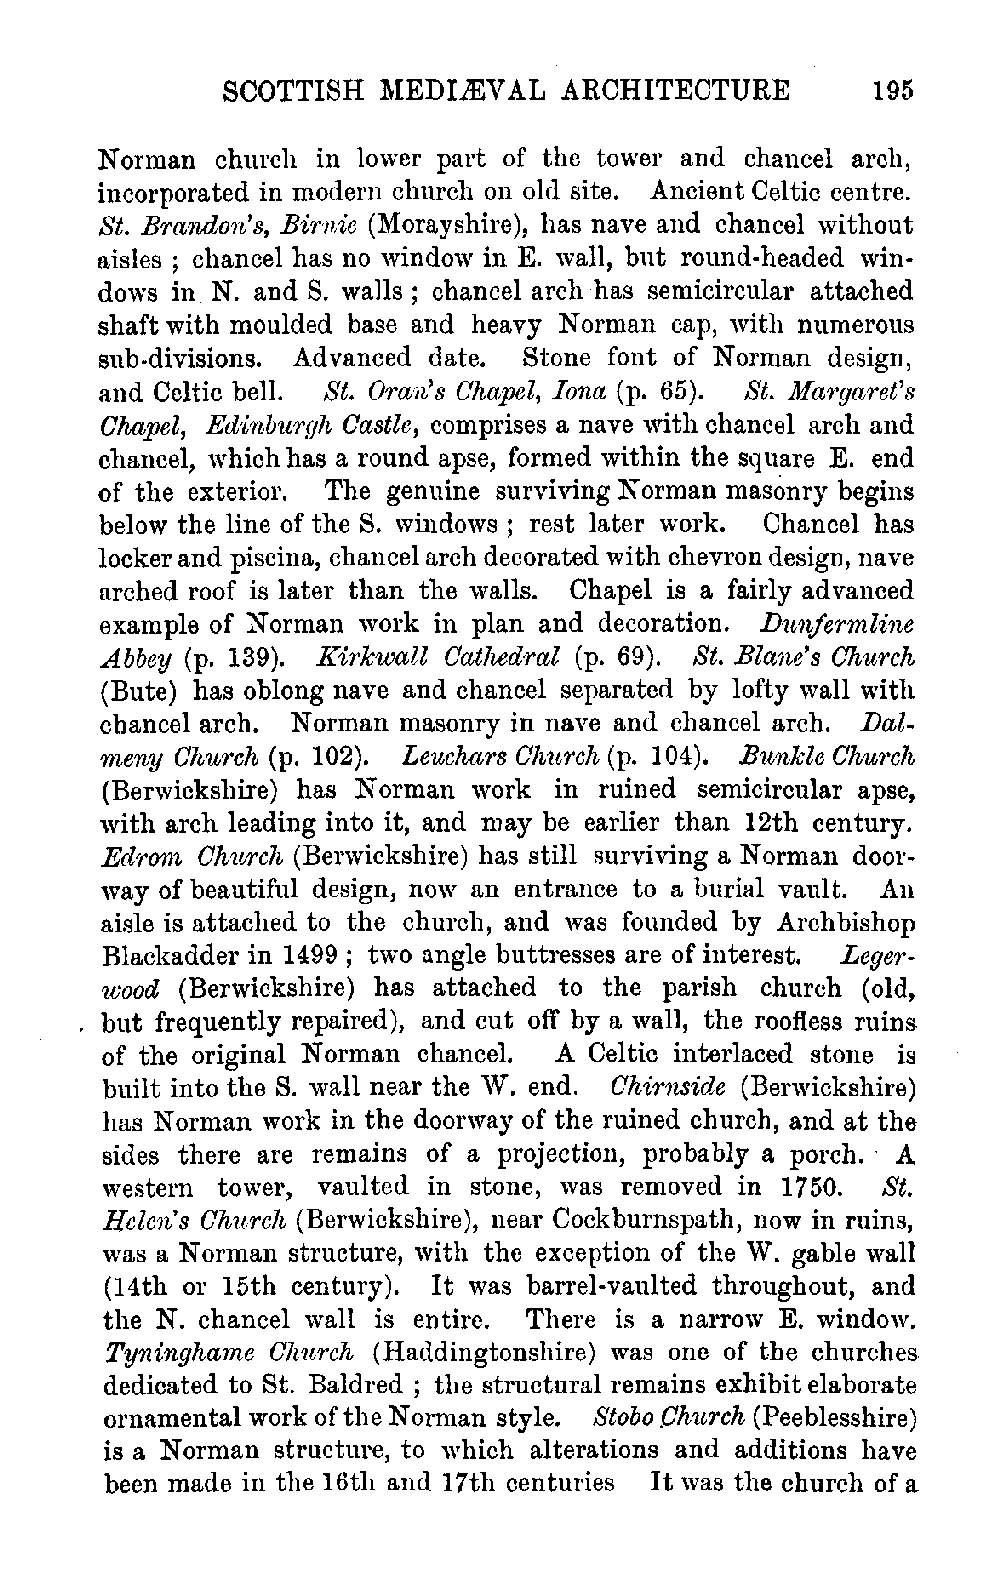 SCOTTISH MEDIÆVAL ARCHITECTURE 195
Norman church in lower part of the tower and chancel arch,
incorporated in modern church on old site. Ancient Celtic centre.
St. Brandon's, Birnie (Morayshire), has nave and chancel without
aisles ; chancel has no window in E. wall, but round-headed win-
dows in N. and S. walls ; chancel arch has semicircular attached
shaft with moulded base and heavy Norman cap, with numerous
sub-divisions. Advanced date. Stone font of Norman design,
and Celtic bell. St. Oran's Chapel, Iona (p. 65). St. Margaret's
Chapel, Edinburgh Castle, comprises a nave with chancel arch and
chancel, which has a round apse, formed within the square E. end
of the exterior. The genuine surviving Norman masonry begins
below the line of the S. windows ; rest later work. Chancel has
locker and piscina, chancel arch decorated with chevron design, nave
arched roof is later than the walls. Chapel is a fairly advanced
example of Norman work in plan and decoration. Dunfermline
Abbey (p. 139). Kirkwall Cathedral (p. 69). St. Blane's Church
(Bute) has oblong nave and chancel separated by lofty wall with
chancel arch. Norman masonry in nave and chancel arch. Dal-
meny Church (p. 102). Leuchars Church (p. 104). Bunkle Church
(Berwickshire) has Norman work in ruined semicircular apse,
with arch leading into it, and may be earlier than 12th century.
Edrom Church (Berwickshire) has still surviving a Norman door-
way of beautiful design, now an entrance to a burial vault. An
aisle is attached to the church, and was founded by Archbishop
Blackadder in 1499 ; two angle buttresses are of interest. Leger-
wood (Berwickshire) has attached to the parish church (old,
but frequently repaired), and cut off by a wall, the roofless ruins
of the original Norman chancel. A Celtic interlaced stone is
built into the S. wall near the W. end. Chirnside (Berwickshire)
has Norman work in the doorway of the ruined church, and at the
sides there are remains of a projection, probably a porch. A
western tower, vaulted in stone, was removed in 1750. St.
Helen's Church (Berwickshire), near Cockburnspath, now in ruins,
was a Norman structure, with the exception of the W. gable wall
(14th or 15th century). It was barrel-vaulted throughout, and
the N. chancel wall is entire. There is a narrow E. window.
Tyninghame Church (Haddingtonshire) was one of the churches
dedicated to St. Baldred ; the structural remains exhibit elaborate
ornamental work of the Norman style. Stobo Church (Peeblesshire)
is a Norman structure, to which alterations and additions have
been made in the 16th and 17th centuries It was the church of a